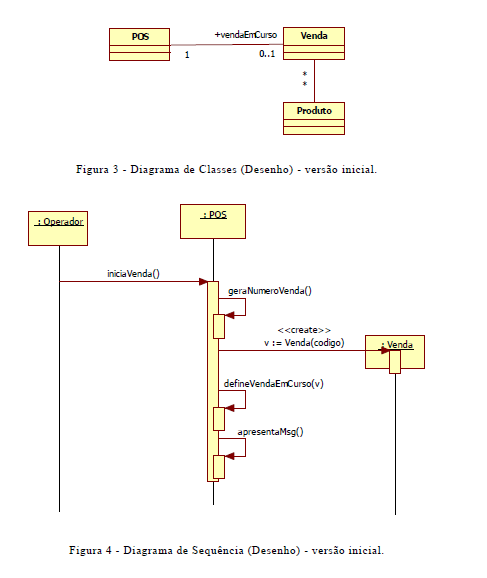 POS
+vendaEmCurso
Venda
1
0..1
*
*
Produto
Figura 3 - Diagrama de Classes (Desenho) - versão inicial.
: Operador
: POS
iniciaVenda()
geraNumeroVenda()
<<create>>
v := Venda(codigo)
: Venda
defineVendaEmCurso(v)
apresentaMsg()
Figura 4 - Diagrama de Sequência (Desenho) - versão inicial.